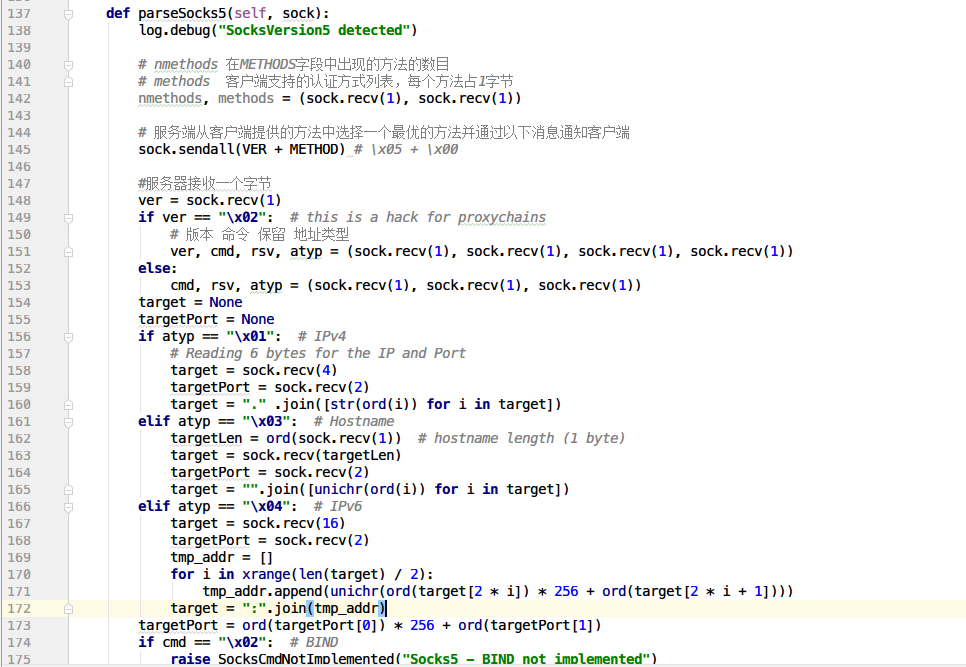 137 def parseSocks5(self, sock):
138 log.debug("SocksVersion5 detected")
139
140 # nmethods 在METHODS字段中出现的方法的数目
141 # methods  客户端支持的认证方式列表，每个方法占1字节
142 nmethods, methods = (sock.recv(1), sock.recv(1))
143
144 # 服务端从客户端提供的方法中选择一个最优的方法并通过以下消息通知客户端
145 sock.sendall(VER + METHOD) # \x05 + \x00
146
147 #服务器接收一个字节
148 ver = sock.recv(1)
149 if ver == "\x02":  # this is a hack for proxychains
150 # 版本 命令 保留 地址类型
151 ver, cmd, rsv, atyp = (sock.recv(1), sock.recv(1), sock.recv(1), sock.recv(1))
152 else:
153 cmd, rsv, atyp = (sock.recv(1), sock.recv(1), sock.recv(1))
154 target = None
155 targetPort = None
156 if atyp == "\x01":  # IPv4
157 # Reading 6 bytes for the IP and Port
158 target = sock.recv(4)
159 targetPort = sock.recv(2)
160 target = "." .join([str(ord(i)) for i in target])
161 elif atyp == "\x03":  # Hostname
162 targetLen = ord(sock.recv(1))  # hostname length (1 byte)
163 target = sock.recv(targetLen)
164 targetPort = sock.recv(2)
165 target = "".join([unichr(ord(i)) for i in target])
166 elif atyp == "\x04":  # IPv6
167 target = sock.recv(16)
168 targetPort = sock.recv(2)
169 tmp_addr = []
170 for i in xrange(len(target) / 2):
171 tmp_addr.append(unichr(ord(target[2 * i]) * 256 + ord(target[2 * i + 1])))
172 target = ":".join(tmp_addr)
173 targetPort = ord(targetPort[0]) * 256 + ord(targetPort[1])
174 if cmd == "\x02":  # BIND
175 raise SocksCmdNotImplemented("Socks5 - BIND not implemented")